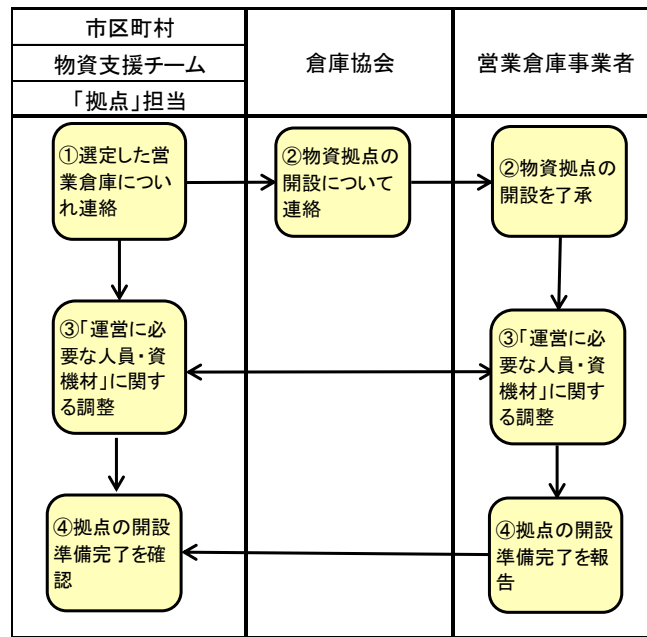 市区町村
物資支援チーム
「拠点」担当
倉庫協会
営業倉庫事業者
①選定した営
業倉庫につい
れ連絡
②物資拠点の
開設について
連絡
②物資拠点の
開設を了承
③「運営に必
要な人員・資
機材」に関す
る調整
③「運営に必
要な人員・資
機材」に関す
る調整
④拠点の開設
準備完了を確
認
④拠点の開設
準備完了を報
告